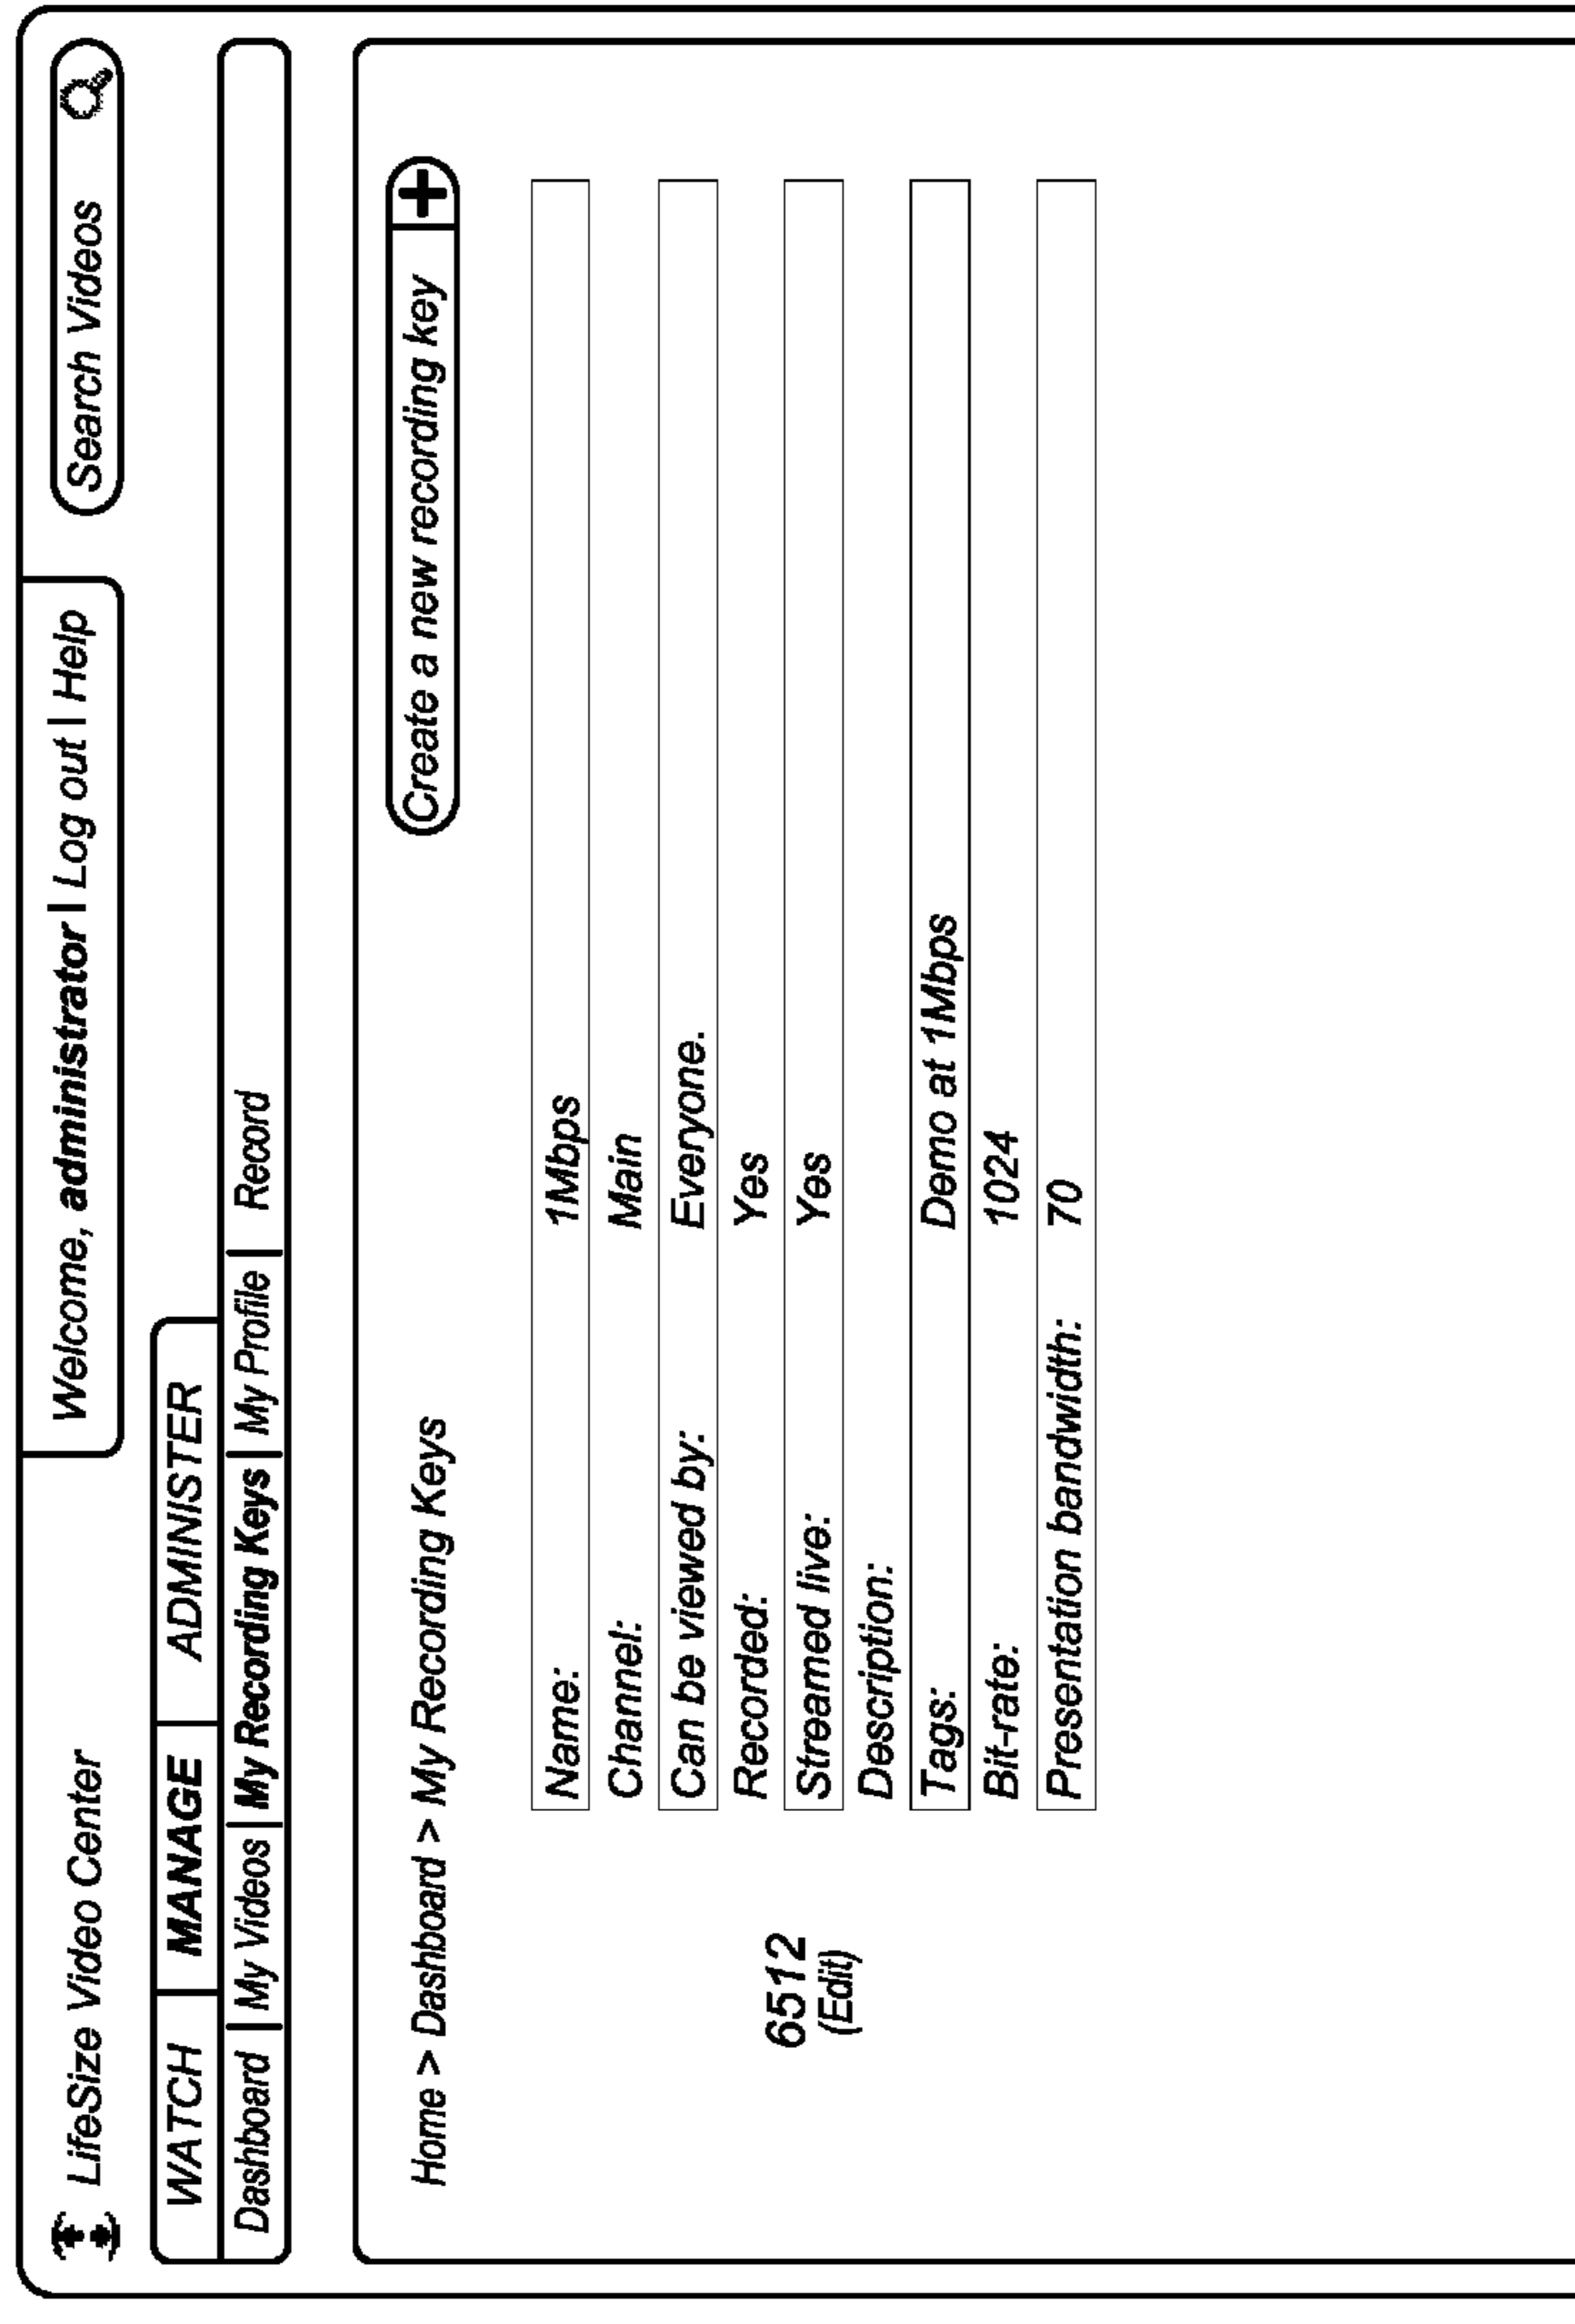 LifeSize Video Center
Welcome, administrator | Log out | Help
Search Videos
WATCH MANAGE ADMINISTER
Dashboard | My Videos | My Recording Keys | My Profile | Record
Home > Dashboard > My Recording Keys
Create a new recording key
6512
(Edit)
Name: 1Mbps
Channel: Main
Can be viewed by: Everyone.
Recorded: Yes
Streamed live: Yes
Description:
Tags: Demo at 1Mbps
Bit-rate: 1024
Presentation bandwidth: 70